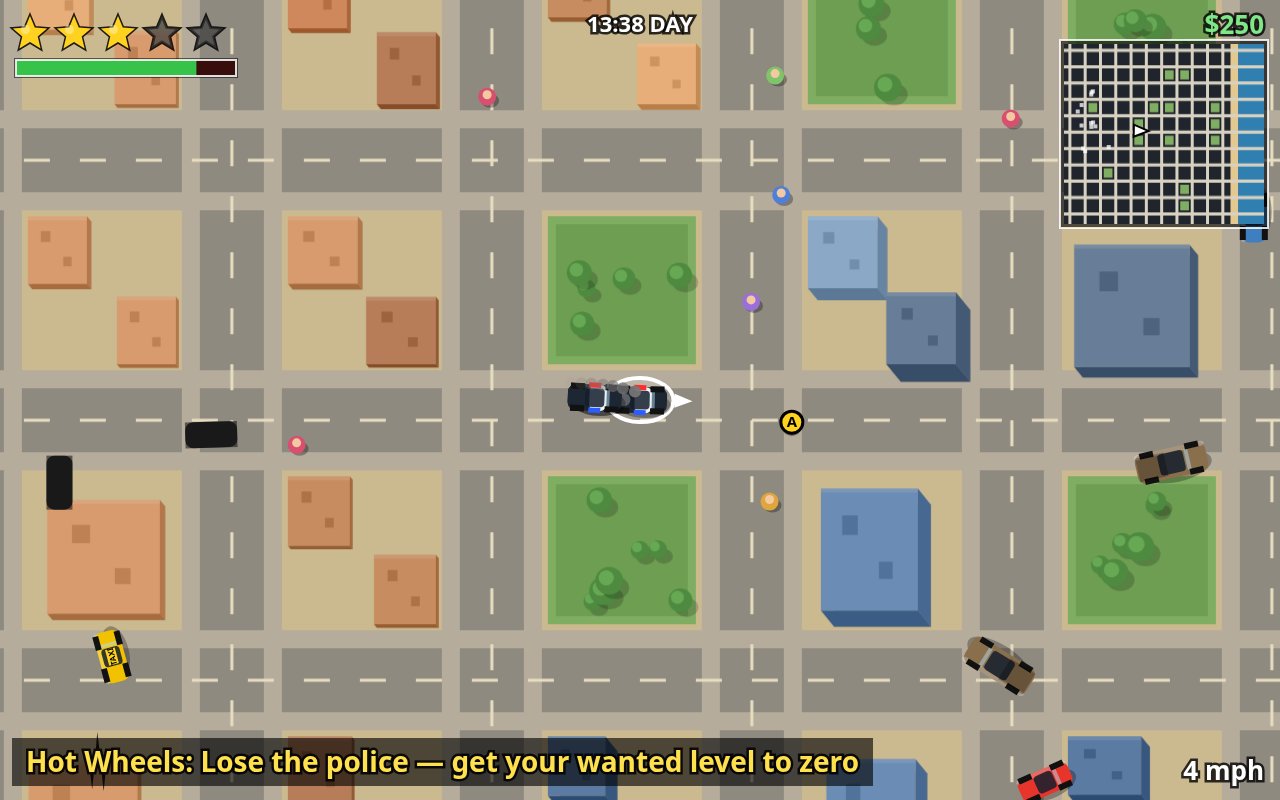 13:38 DAY
$250
A
TAXI
Hot Wheels: Lose the police — get your wanted level to zero
4 mph